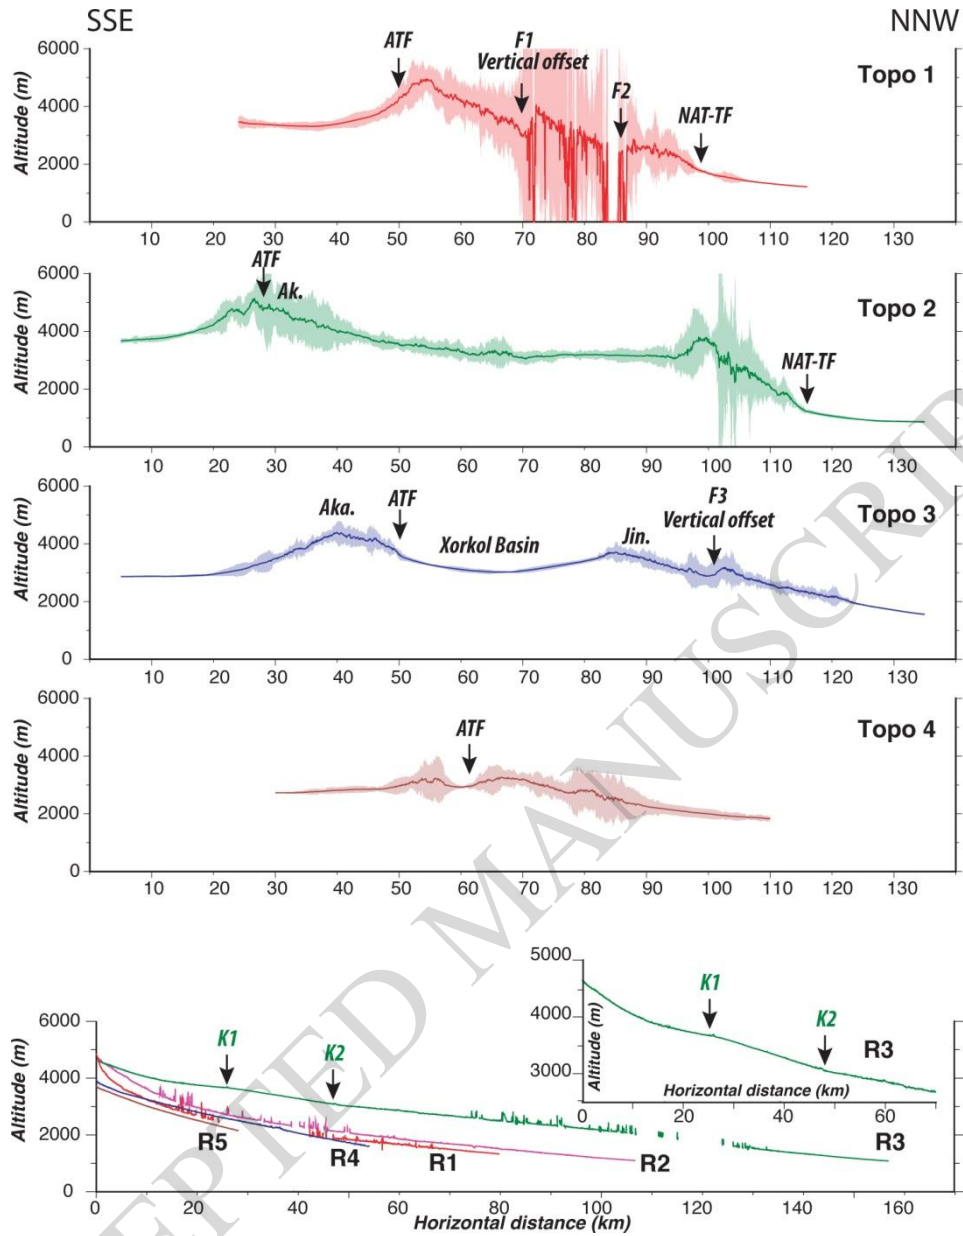 SSE
NNW
6000
4000
2000
0
Altitude (m)
ATF
F1
Vertical offset
F2
NAT-TF
Topo 1
10 20 30 40 50 60 70 80 90 100 110 120 130
6000
4000
2000
0
Altitude (m)
ATF
Ak.
NAT-TF
Topo 2
10 20 30 40 50 60 70 80 90 100 110 120 130
6000
4000
2000
0
Altitude (m)
Aka.
ATF
Xorkol Basin
Jin.
F3
Vertical offset
Topo 3
10 20 30 40 50 60 70 80 90 100 110 120 130
6000
4000
2000
0
Altitude (m)
ATF
Topo 4
10 20 30 40 50 60 70 80 90 100 110 120 130
5000
4000
3000
Altitude (m)
K1
K2
R3
Horizontal distance (km)
0 20 40 60
6000
4000
2000
0
Altitude (m)
K1
K2
R5
R4
R1
R2
R3
0 20 40 60 80 100 120 140 160
Horizontal distance (km)
EPTED MANUSCRIP